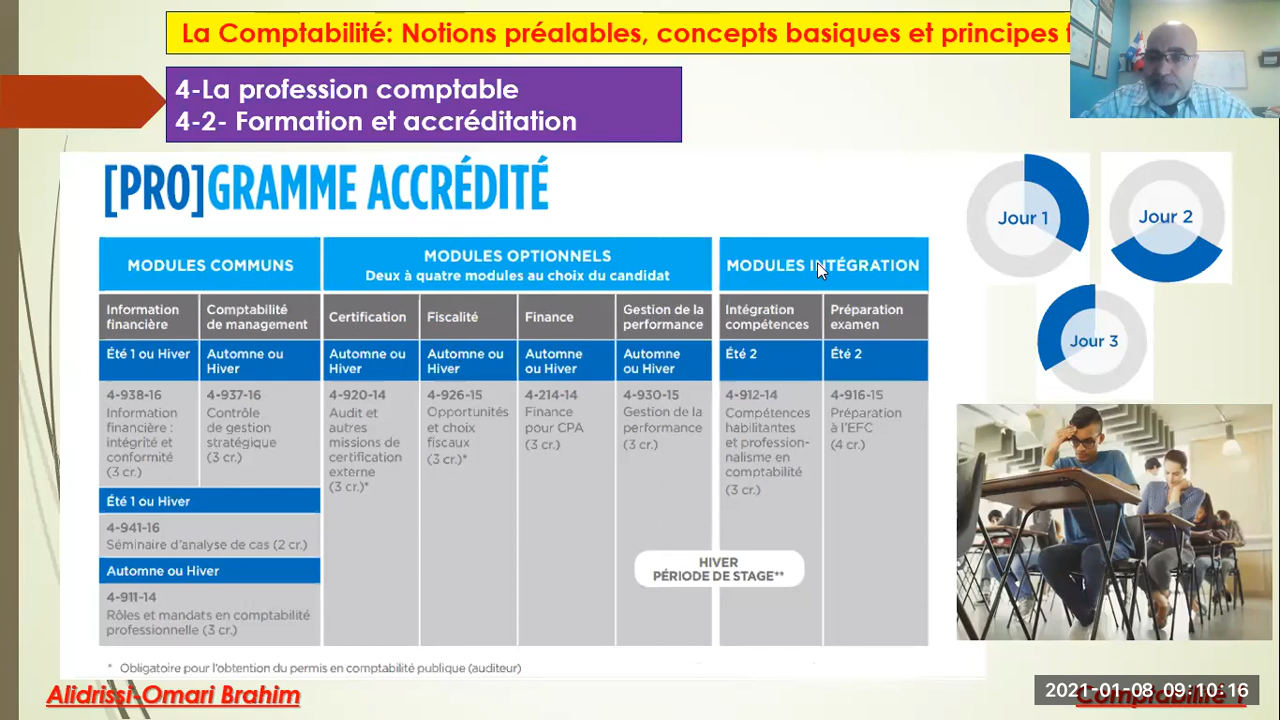 La Comptabilité: Notions préalables, concepts basiques et principes
4-La profession comptable
4-2- Formation et accréditation
[PRO]GRAMME ACCRÉDITÉ
MODULES COMMUNS
MODULES OPTIONNELS
Deux à quatre modules au choix du candidat
MODULES INTÉGRATION
Information
financière
Comptabilité
de management
Certification
Fiscalité
Finance
Gestion de la
performance
Intégration
compétences
Préparation
examen
Été 1 ou Hiver
Automne ou
Hiver
Automne ou
Hiver
Automne ou
Hiver
Automne
ou Hiver
Automne
ou Hiver
Été 2
Été 2
4-938-16
Information
financière :
intégrité et
conformité
(3 cr.)
4-937-16
Contrôle
de gestion
stratégique
(3 cr.)
4-920-14
Audit et
autres
missions de
certification
externe
(3 cr.)*
4-926-15
Opportunités
et choix
fiscaux
(3 cr.)*
4-214-14
Finance
pour CPA
(3 cr.)
4-930-15
Gestion de la
performance
(3 cr.)
4-912-14
Compétences
habilitantes
et profession-
nalisme en
comptabilité
(3 cr.)
4-916-15
Préparation
à l'EFC
(4 cr.)
Été 1 ou Hiver
4-941-16
Séminaire d'analyse de cas (2 cr.)
Automne ou Hiver
4-911-14
Rôles et mandats en comptabilité
professionnelle (3 cr.)
HIVER
PÉRIODE DE STAGE**
* Obligatoire pour l'obtention du permis en comptabilité publique (auditeur)
Jour 1
Jour 2
Jour 3
Alidrissi-Omari Brahim
2021-01-08 09:10:16